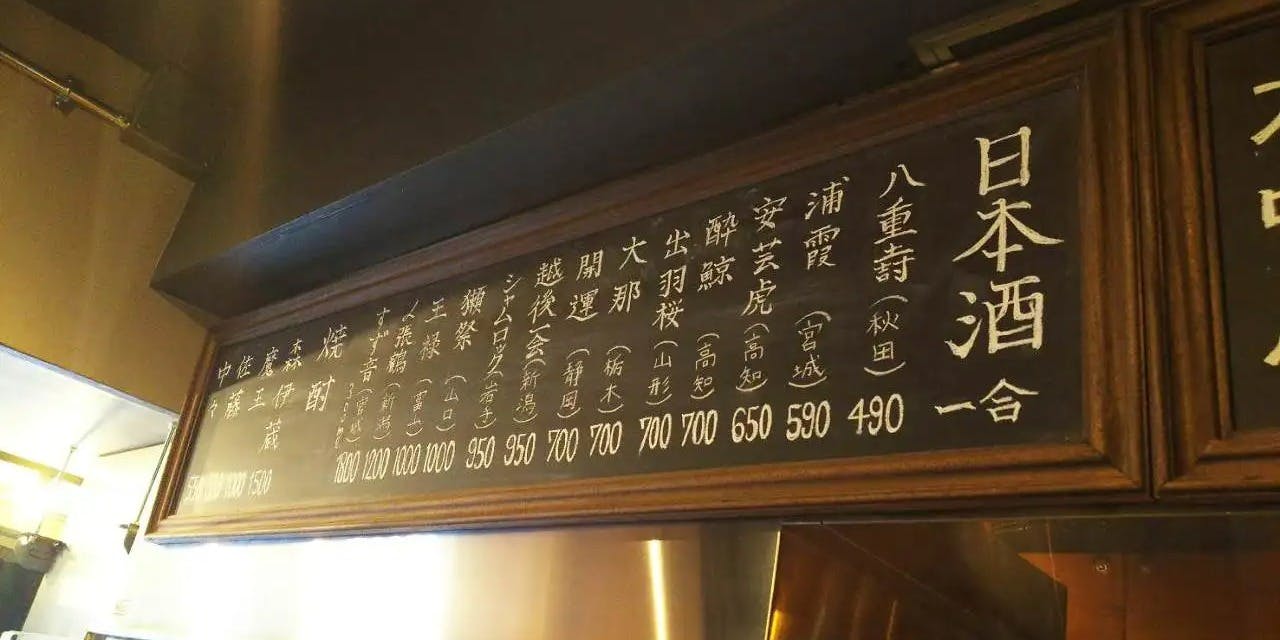 日本酒 一合
八重寿 (秋田) 490
浦霞 (宮城) 590
安芸虎 (高知) 650
酔鯨 (高知) 700
出羽桜 (山形) 700
大那 (栃木) 700
開運 (静岡) 700
越後一会 (新潟) 950
シャムロック (岩手) 950
獺祭 (山口) 1000
王禄 1000
〆張鶴 (新潟) 1200
すず音 (宮城) 1800
焼酎
森伊蔵 1500
魔王 1000
佐藤
中々